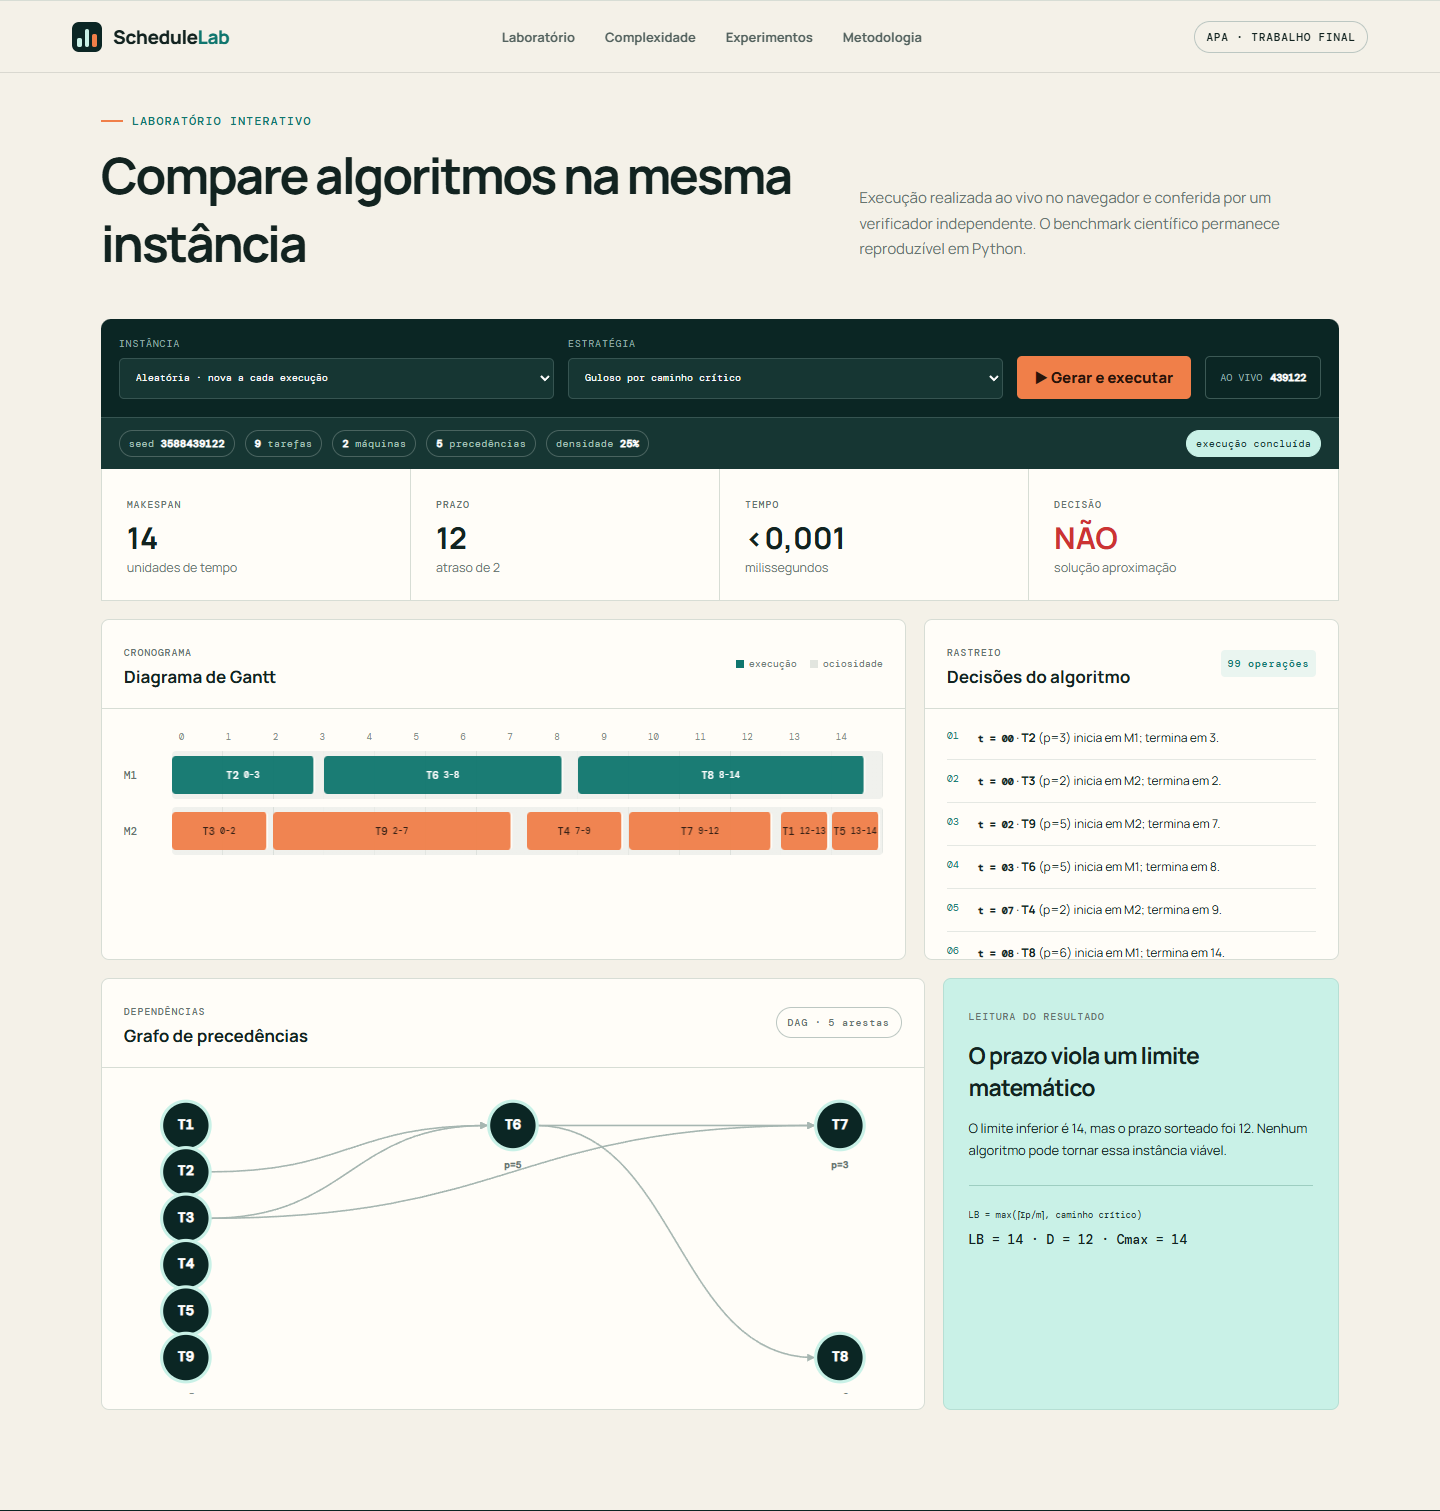 ScheduleLab
Laboratório
Complexidade
Experimentos
Metodologia
APA · TRABALHO FINAL
LABORATÓRIO INTERATIVO
Compare algoritmos na mesma
instância
Execução realizada ao vivo no navegador e conferida por um
verificador independente. O benchmark científico permanece
reproduzível em Python.
INSTÂNCIA
Aleatória · nova a cada execução
ESTRATÉGIA
Guloso por caminho crítico
▶ Gerar e executar
AO VIVO 439122
seed 3588439122
9 tarefas
2 máquinas
5 precedências
densidade 25%
execução concluída
MAKESPAN
14
unidades de tempo
PRAZO
12
atraso de 2
TEMPO
<0,001
milissegundos
DECISÃO
NÃO
solução aproximação
CRONOGRAMA
Diagrama de Gantt
execução
ociosidade
0 1 2 3 4 5 6 7 8 9 10 11 12 13 14
M1
T2 0-3
T6 3-8
T8 8-14
M2
T3 0-2
T9 2-7
T4 7-9
T7 9-12
T1 12-13
T5 13-14
RASTREIO
Decisões do algoritmo
99 operações
01 t = 00 · T2 (p=3) inicia em M1; termina em 3.
02 t = 00 · T3 (p=2) inicia em M2; termina em 2.
03 t = 02 · T9 (p=5) inicia em M2; termina em 7.
04 t = 03 · T6 (p=5) inicia em M1; termina em 8.
05 t = 07 · T4 (p=2) inicia em M2; termina em 9.
06 t = 08 · T8 (p=6) inicia em M1; termina em 14.
DEPENDÊNCIAS
Grafo de precedências
DAG · 5 arestas
T1
T2
T3
T4
T5
T9
T6
p=5
T7
p=3
T8
LEITURA DO RESULTADO
O prazo viola um limite
matemático
O limite inferior é 14, mas o prazo sorteado foi 12. Nenhum
algoritmo pode tornar essa instância viável.
LB = max(⌈Σp/m⌉, caminho crítico)
LB = 14 · D = 12 · Cmax = 14